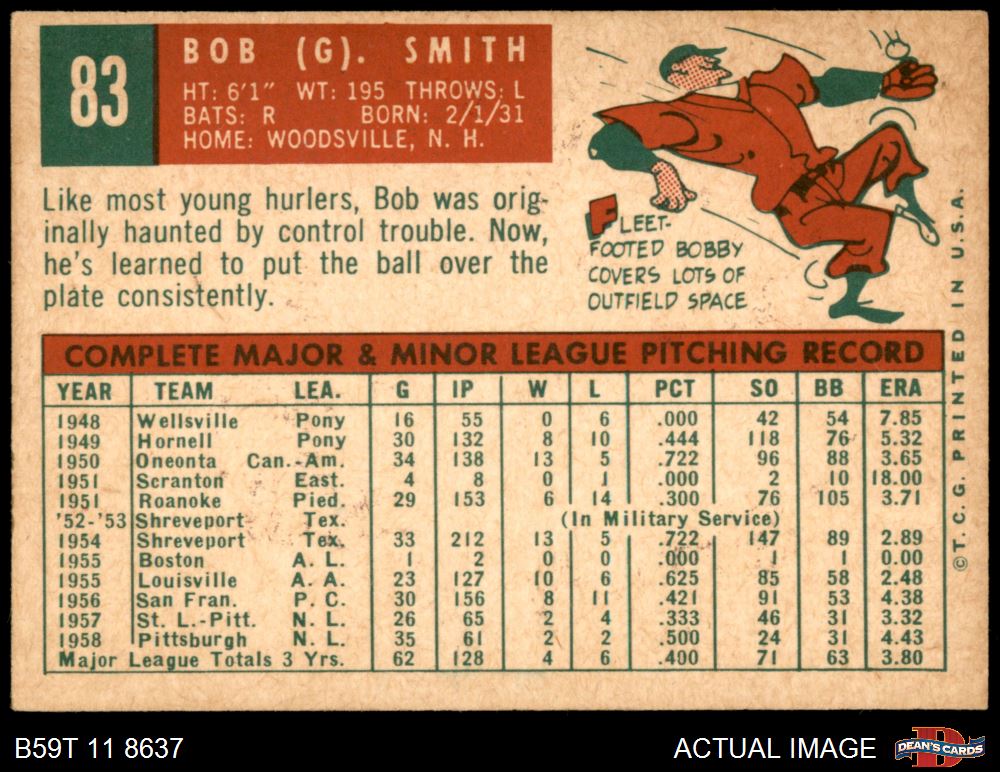 83
BOB (G). SMITH
HT: 6'1" WT: 195 THROWS: L
BATS: R BORN: 2/1/31
HOME: WOODSVILLE, N. H.
Like most young hurlers, Bob was orig-
inally haunted by control trouble. Now,
he's learned to put the ball over the
plate consistently.
FLEET-
FOOTED BOBBY
COVERS LOTS OF
OUTFIELD SPACE
COMPLETE MAJOR & MINOR LEAGUE PITCHING RECORD
YEAR TEAM LEA. G IP W L PCT SO BB ERA
1948 Wellsville Pony 16 55 0 6 .000 42 54 7.85
1949 Hornell Pony 30 132 8 10 .444 118 76 5.32
1950 Oneonta Can.-Am. 34 138 13 5 .722 96 88 3.65
1951 Scranton East. 4 8 0 1 .000 2 10 18.00
1951 Roanoke Pied. 29 153 6 14 .300 76 105 3.71
'52-'53 Shreveport Tex. (In Military Service)
1954 Shreveport Tex. 33 212 13 5 .722 147 89 2.89
1955 Boston A. L. 1 2 0 0 .000 1 1 0.00
1955 Louisville A. A. 23 127 10 6 .625 85 58 2.48
1956 San Fran. P. C. 30 156 8 11 .421 91 53 4.38
1957 St. L.-Pitt. N. L. 26 65 2 4 .333 46 31 3.32
1958 Pittsburgh N. L. 35 61 2 2 .500 24 31 4.43
Major League Totals 3 Yrs. 62 128 4 6 .400 71 63 3.80
©T. C. G. PRINTED IN U.S.A.
B59T 11 8637
ACTUAL IMAGE
DEAN'S CARDS